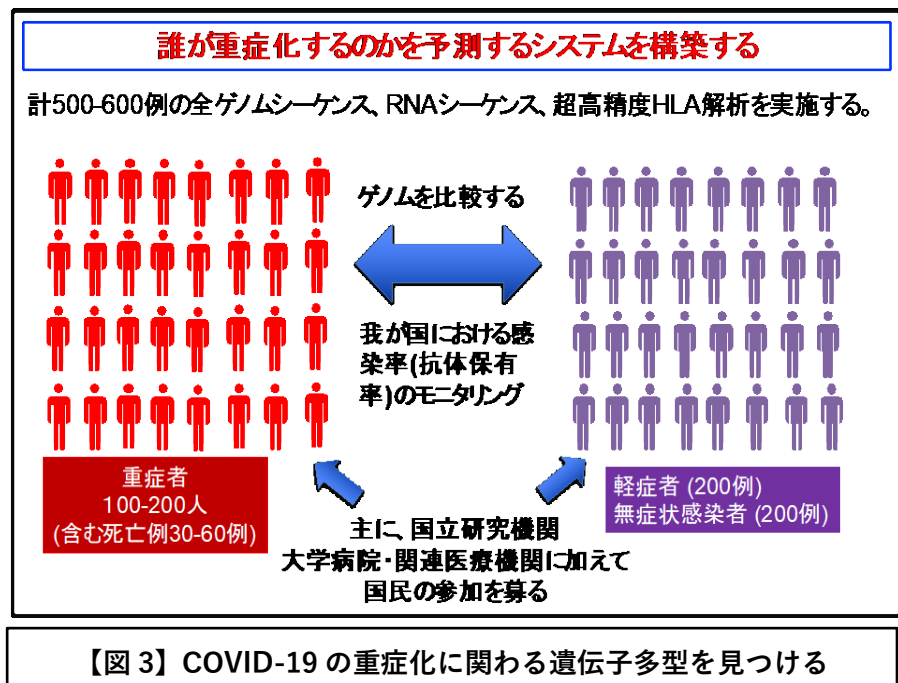 誰が重症化するのかを予測するシステムを構築する
計500-600例の全ゲノムシーケンス、RNAシーケンス、超高精度HLA解析を実施する。
ゲノムを比較する
我が国における感
染率(抗体保有
率)のモニタリング
重症者
100-200人
(含む死亡例30-60例)
軽症者 (200例)
無症状感染者 (200例)
主に、国立研究機関
大学病院・関連医療機関に加えて
国民の参加を募る
【図 3】 COVID-19 の重症化に関わる遺伝子多型を見つける